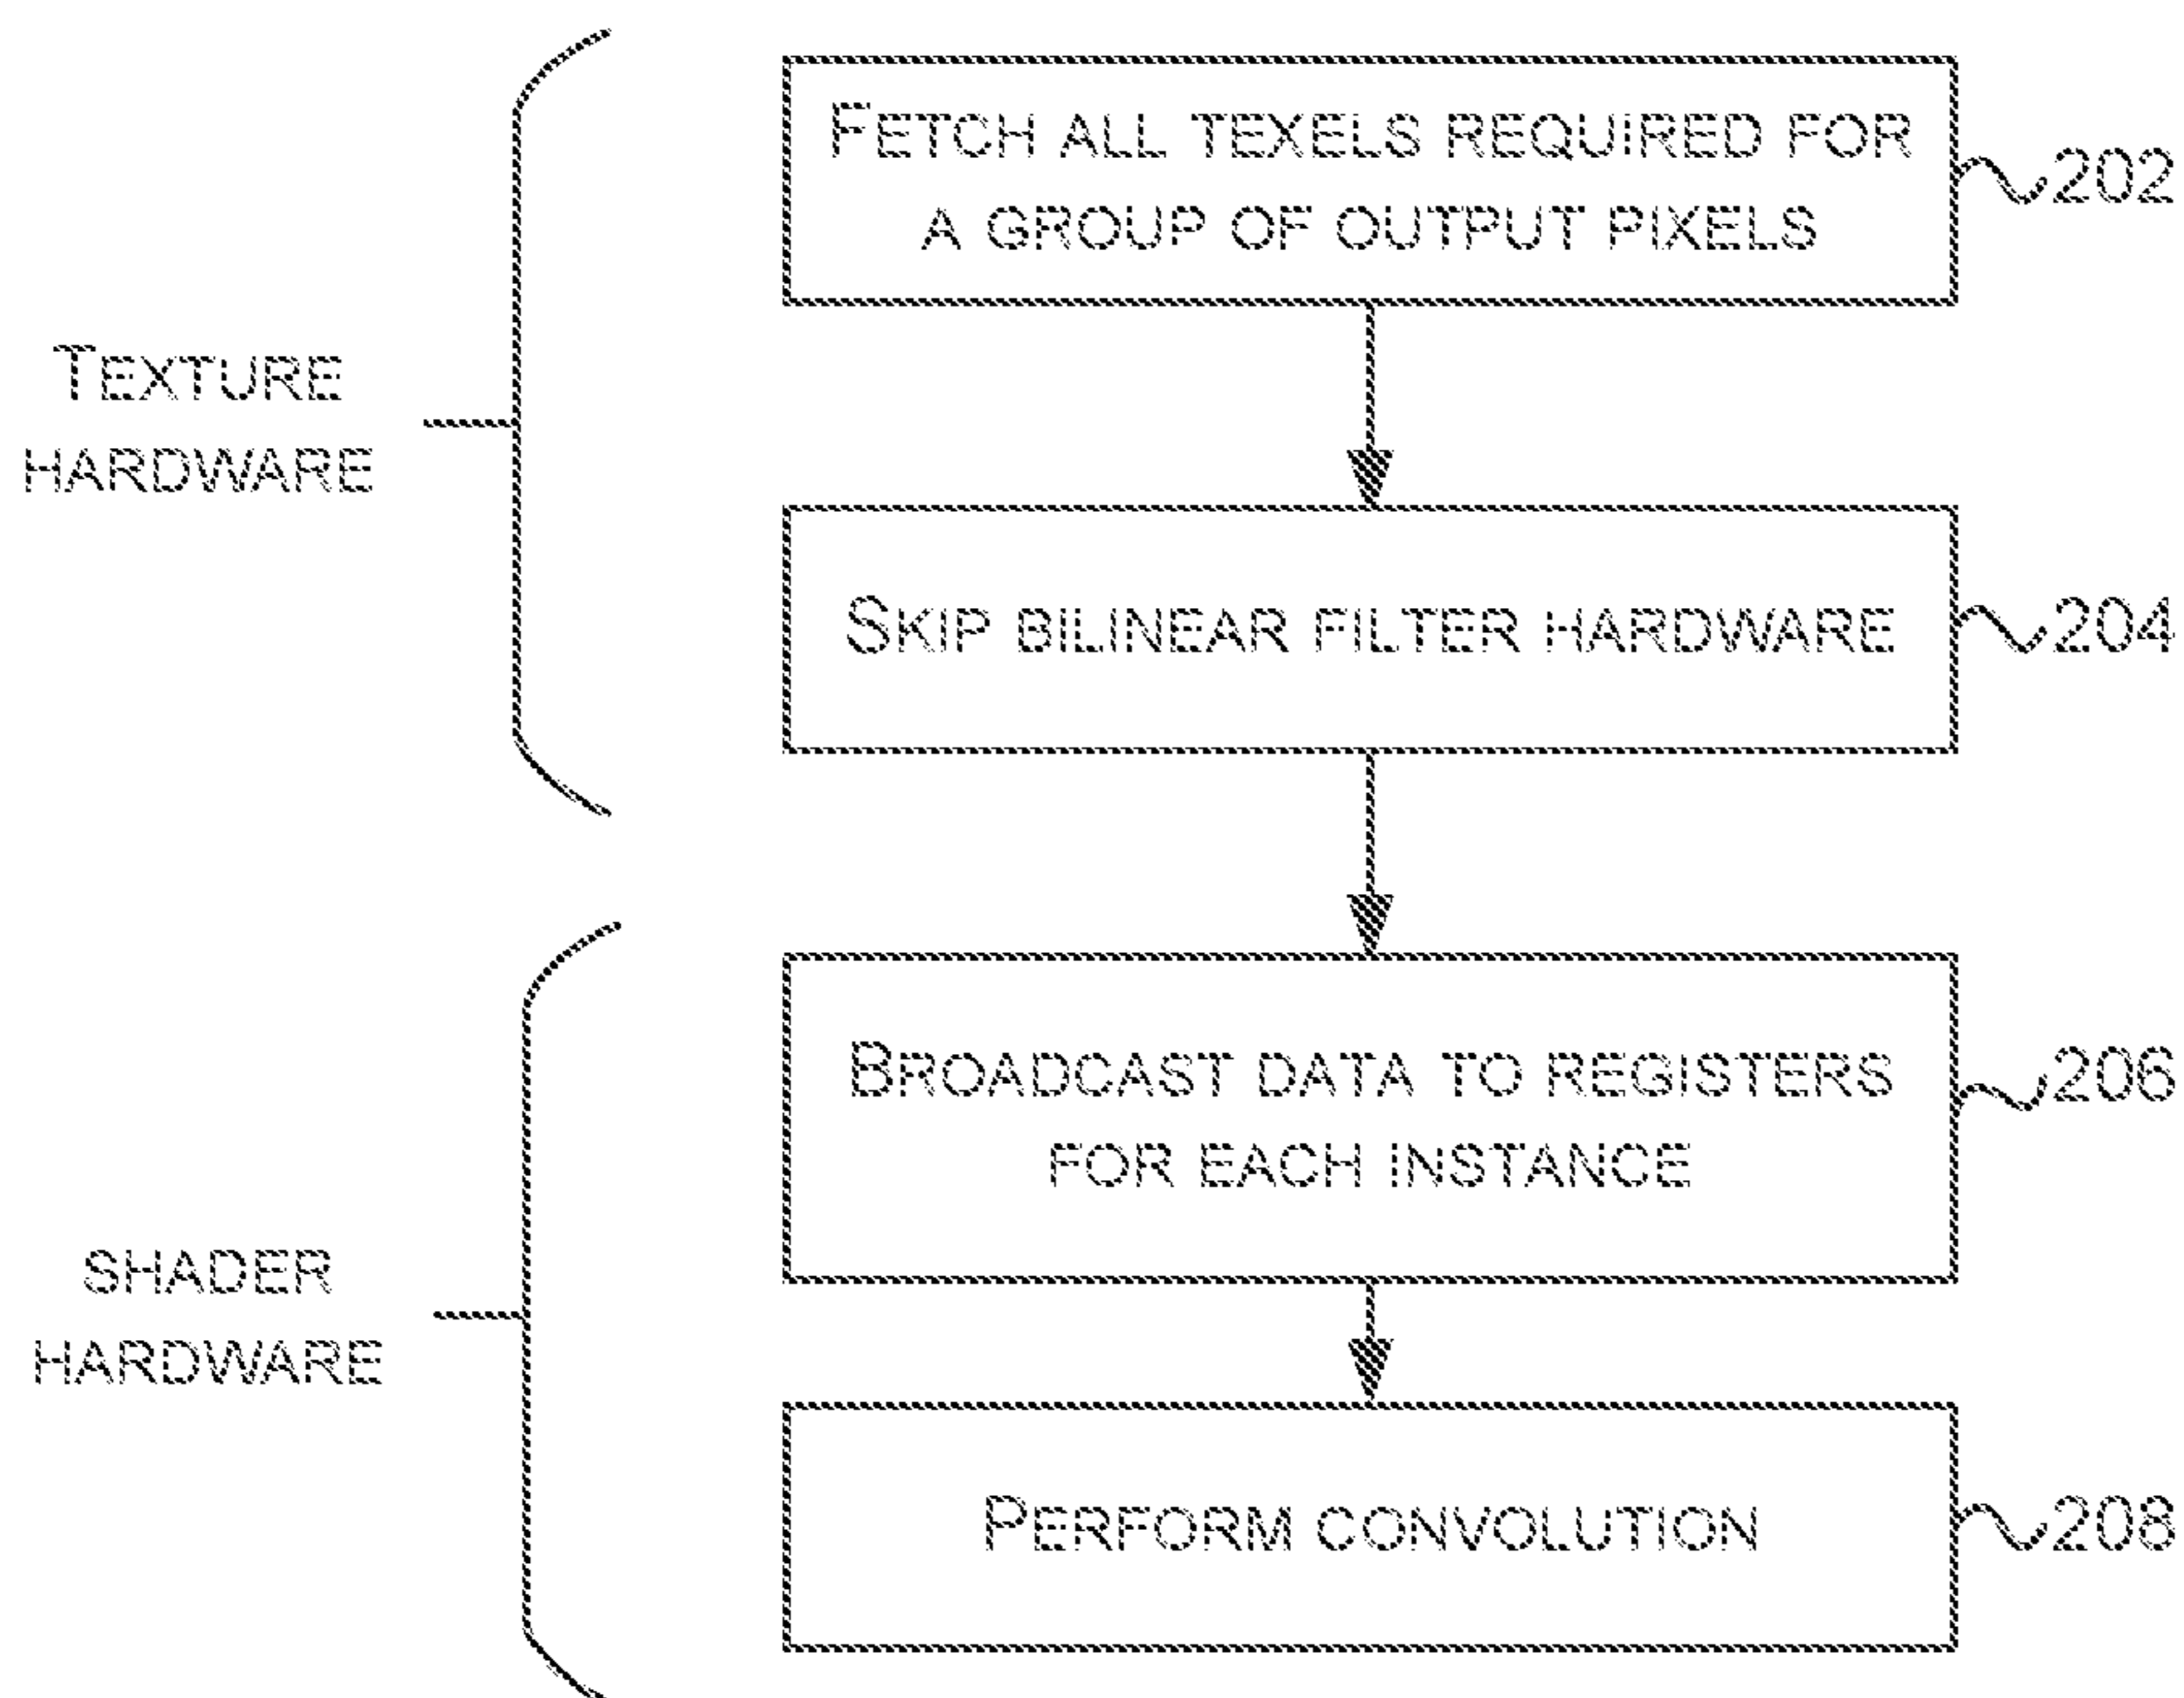 FETCH ALL TEXELS REQUIRED FOR
A GROUP OF OUTPUT PIXELS
202
TEXTURE
HARDWARE
SKIP BILINEAR FILTER HARDWARE
204
BROADCAST DATA TO REGISTERS
FOR EACH INSTANCE
206
SHADER
HARDWARE
PERFORM CONVOLUTION
208